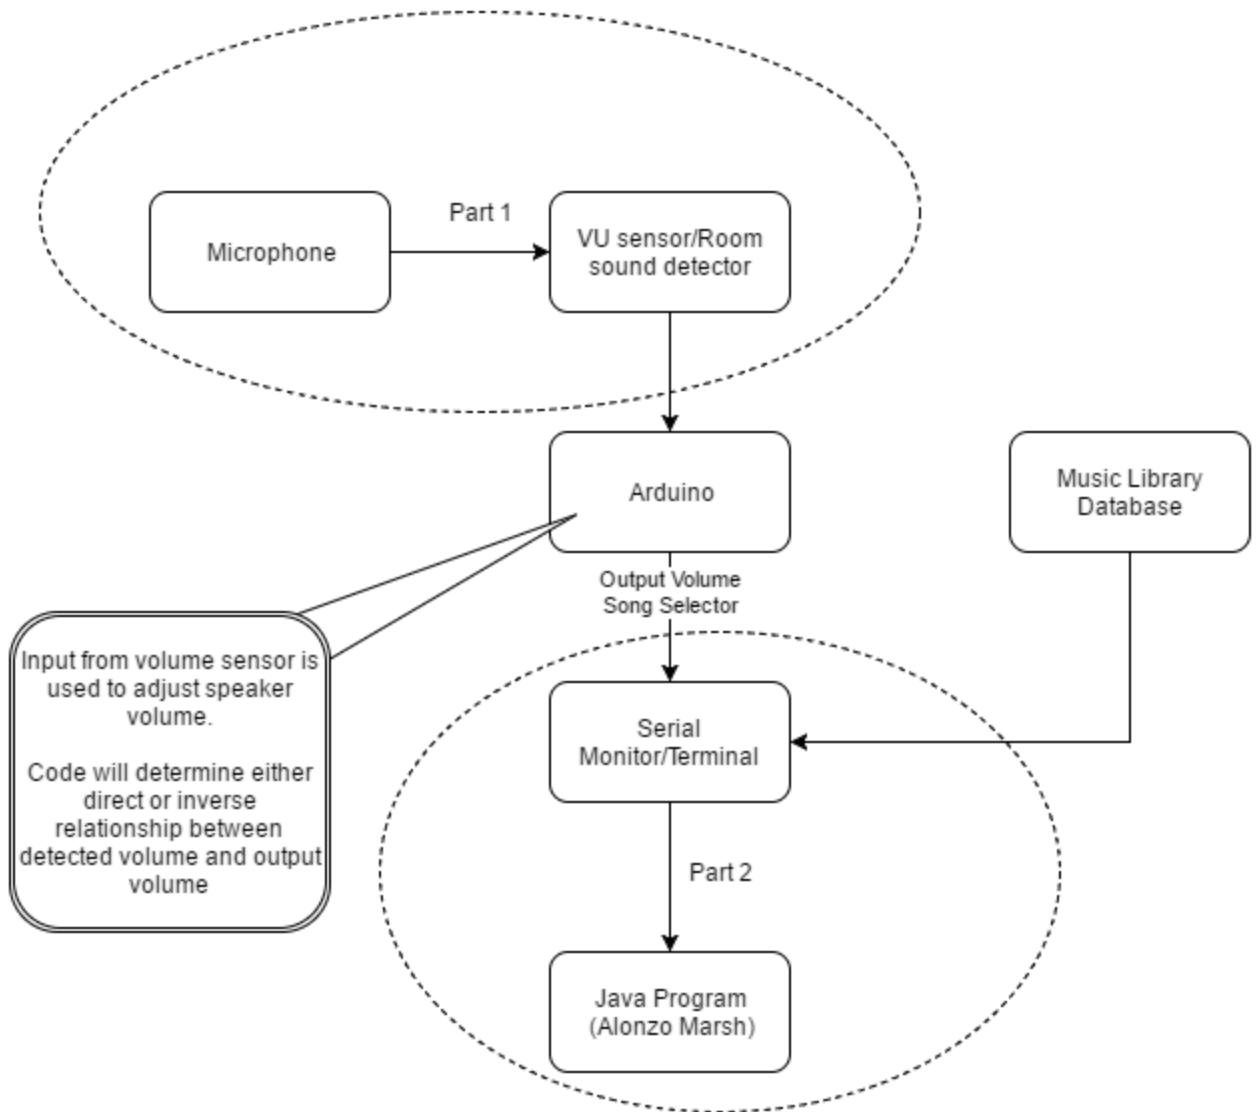 Part 1
Microphone
VU sensor/Room
sound detector
Arduino
Music Library
Database
Output Volume
Song Selector
Input from volume sensor is
used to adjust speaker
volume.
Code will determine either
direct or inverse
relationship between
detected volume and output
volume
Serial
Monitor/Terminal
Part 2
Java Program
(Alonzo Marsh)